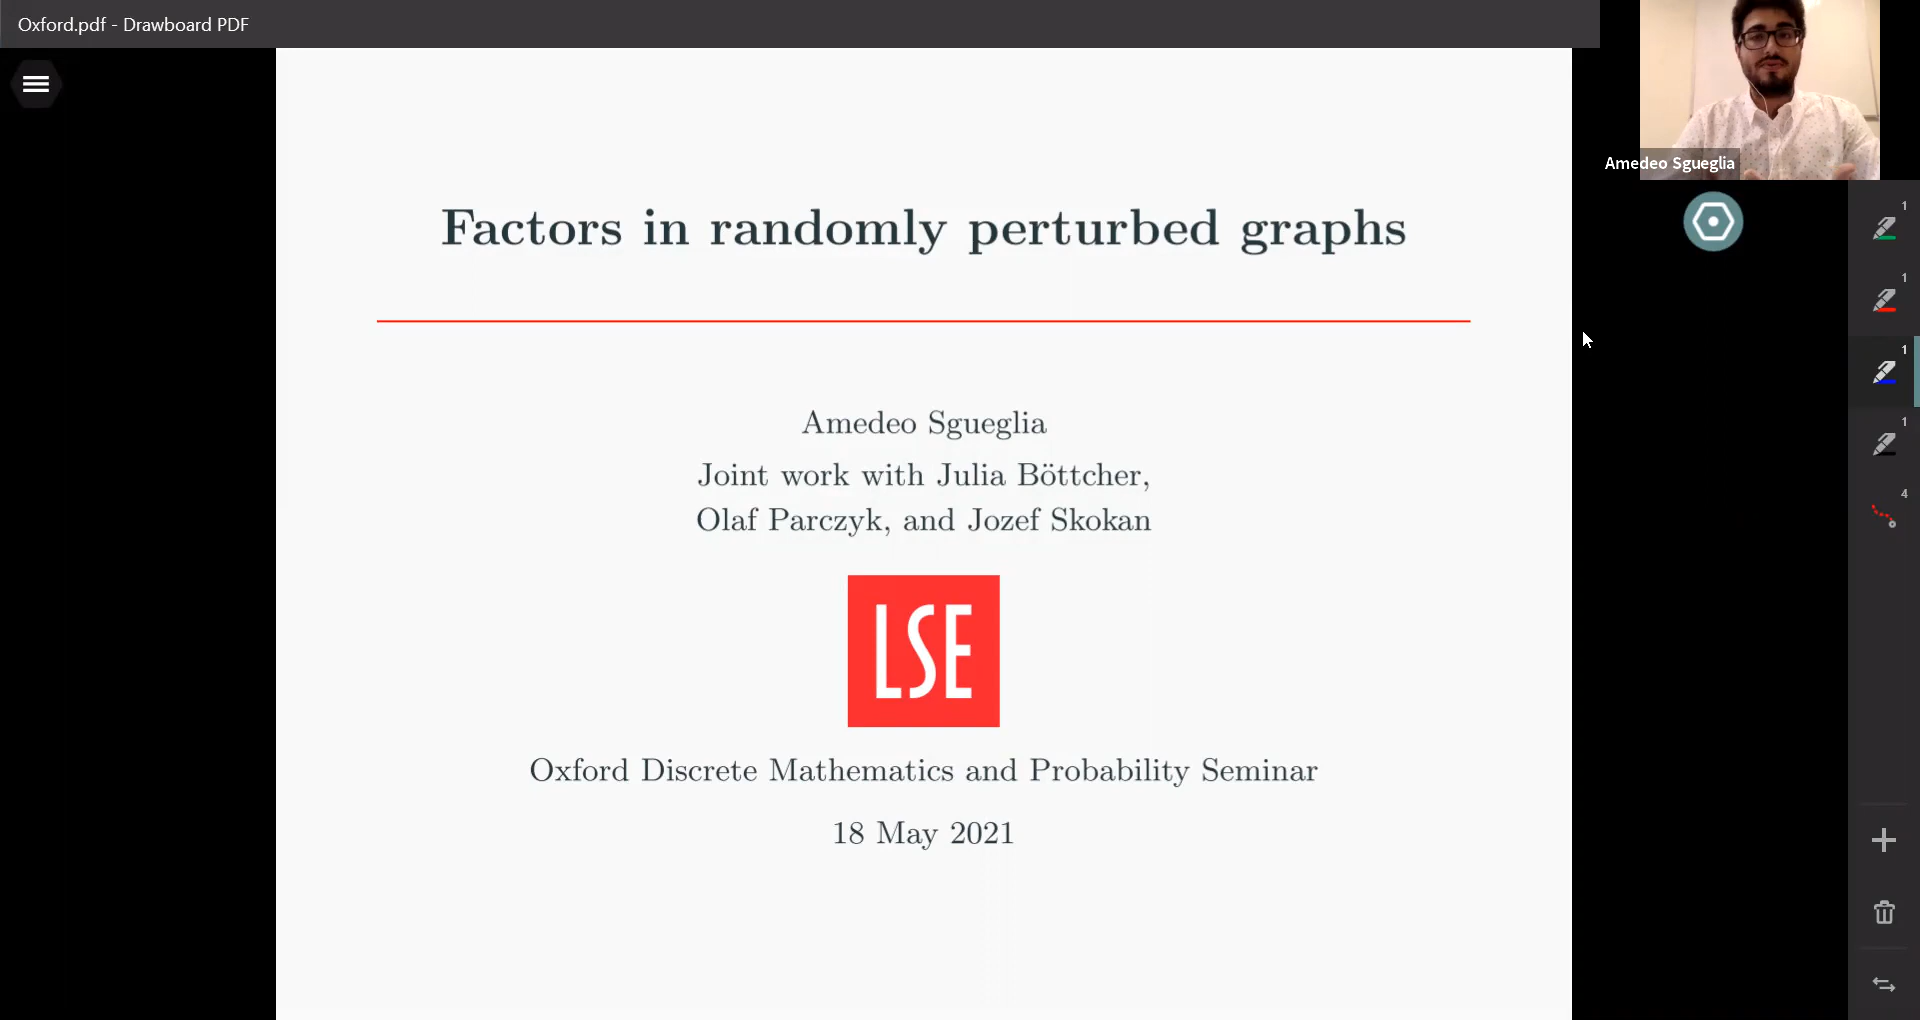 Oxford.pdf - Drawboard PDF
Amedeo Sgueglia
Factors in randomly perturbed graphs
Amedeo Sgueglia
Joint work with Julia Böttcher,
Olaf Parczyk, and Jozef Skokan
LSE
Oxford Discrete Mathematics and Probability Seminar
18 May 2021
1
1
1
1
4